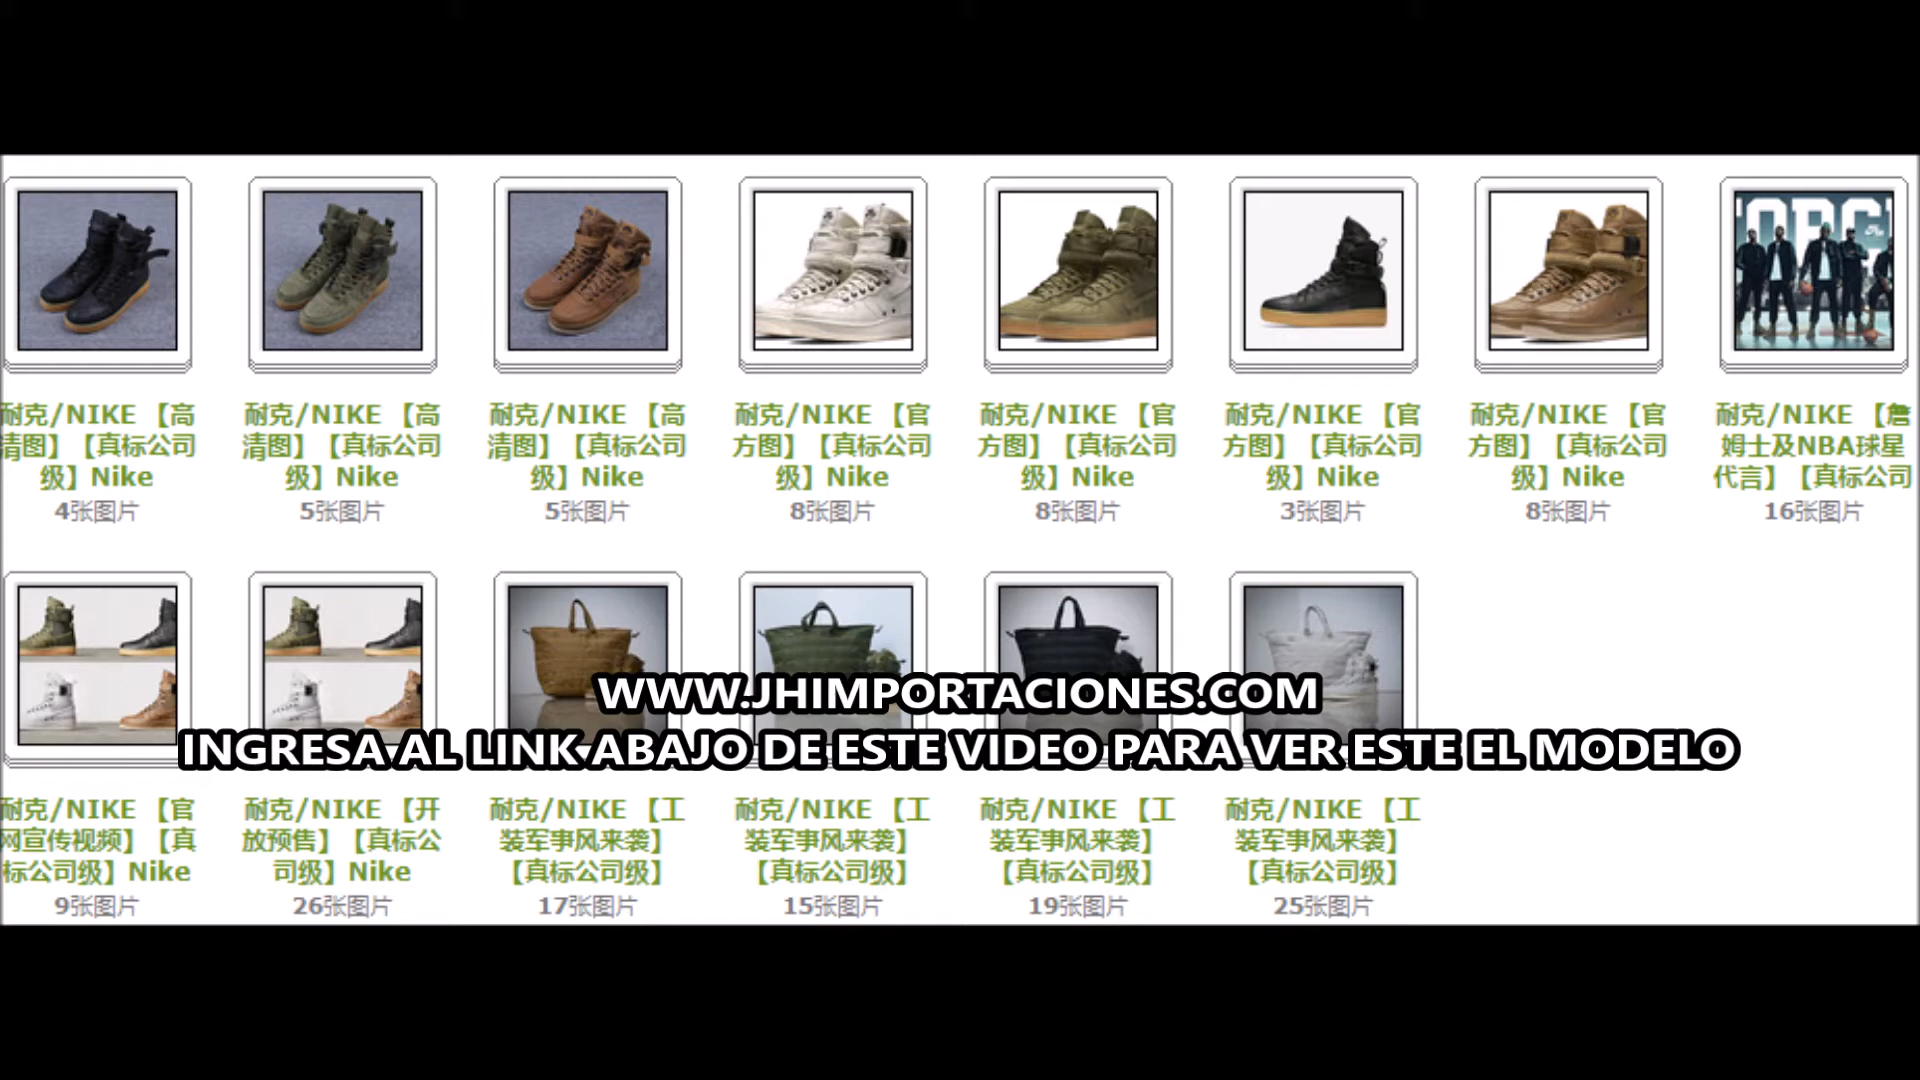 耐克/NIKE 【高 耐克/NIKE 【高 耐克/NIKE 【高 耐克/NIKE 【官 耐克/NIKE 【官 耐克/NIKE 【官 耐克/NIKE 【官 耐克/NIKE 【詹
清图】【真标公司 清图】【真标公司 清图】【真标公司 方图】【真标公司 方图】【真标公司 方图】【真标公司 方图】【真标公司 姆士及NBA球星
级】Nike 级】Nike 级】Nike 级】Nike 级】Nike 级】Nike 级】Nike 代言】【真标公司
4张图片 5张图片 5张图片 8张图片 8张图片 3张图片 8张图片 16张图片
WWW.JHIMPORTACIONES.COM
INGRESA AL LINK ABAJO DE ESTE VIDEO PARA VER ESTE EL MODELO
耐克/NIKE 【官 耐克/NIKE 【开 耐克/NIKE 【工 耐克/NIKE 【工 耐克/NIKE 【工 耐克/NIKE 【工
网宣传视频】【真 放预售】【真标公 装军事风来袭】 装军事风来袭】 装军事风来袭】 装军事风来袭】
标公司级】Nike 司级】Nike 【真标公司级】 【真标公司级】 【真标公司级】 【真标公司级】
9张图片 26张图片 17张图片 15张图片 19张图片 25张图片